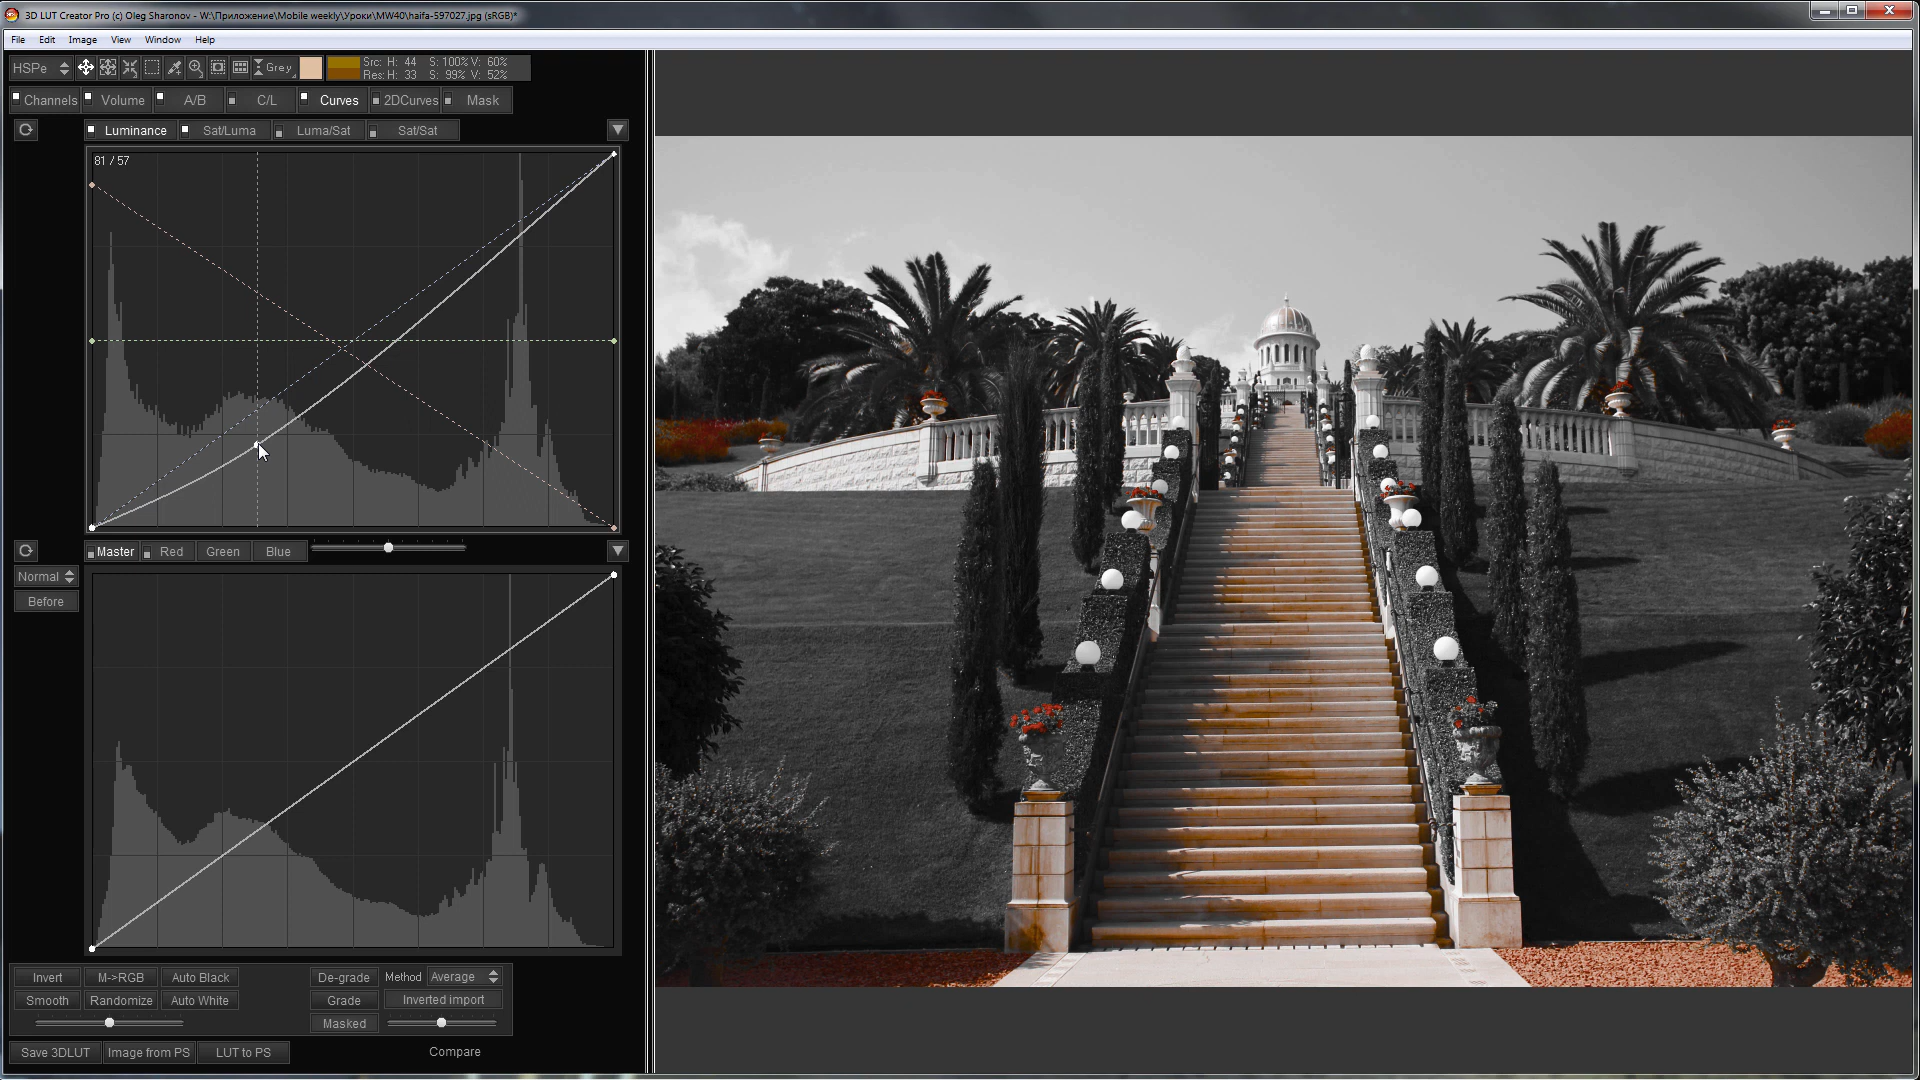 3D LUT Creator Pro (c) Oleg Sharonov - W:\Приложение\Mobile weekly\Уроки\MW40\haifa-597027.jpg (sRGB)*
File Edit Image View Window Help
HSPe Grey Src: H: 44 S: 100% V: 60%
Res: H: 33 S: 99% V: 52%
Channels Volume A/B C/L Curves 2DCurves Mask
Luminance Sat/Luma Luma/Sat Sat/Sat
81 / 57
Master Red Green Blue
Normal
Before
Invert M->RGB Auto Black De-grade Method Average
Smooth Randomize Auto White Grade Inverted import
Masked
Save 3DLUT Image from PS LUT to PS Compare